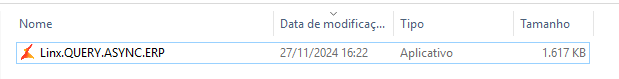 Nome Data de modificaç... Tipo Tamanho
Linx.QUERY.ASYNC.ERP 27/11/2024 16:22 Aplicativo 1.617 KB